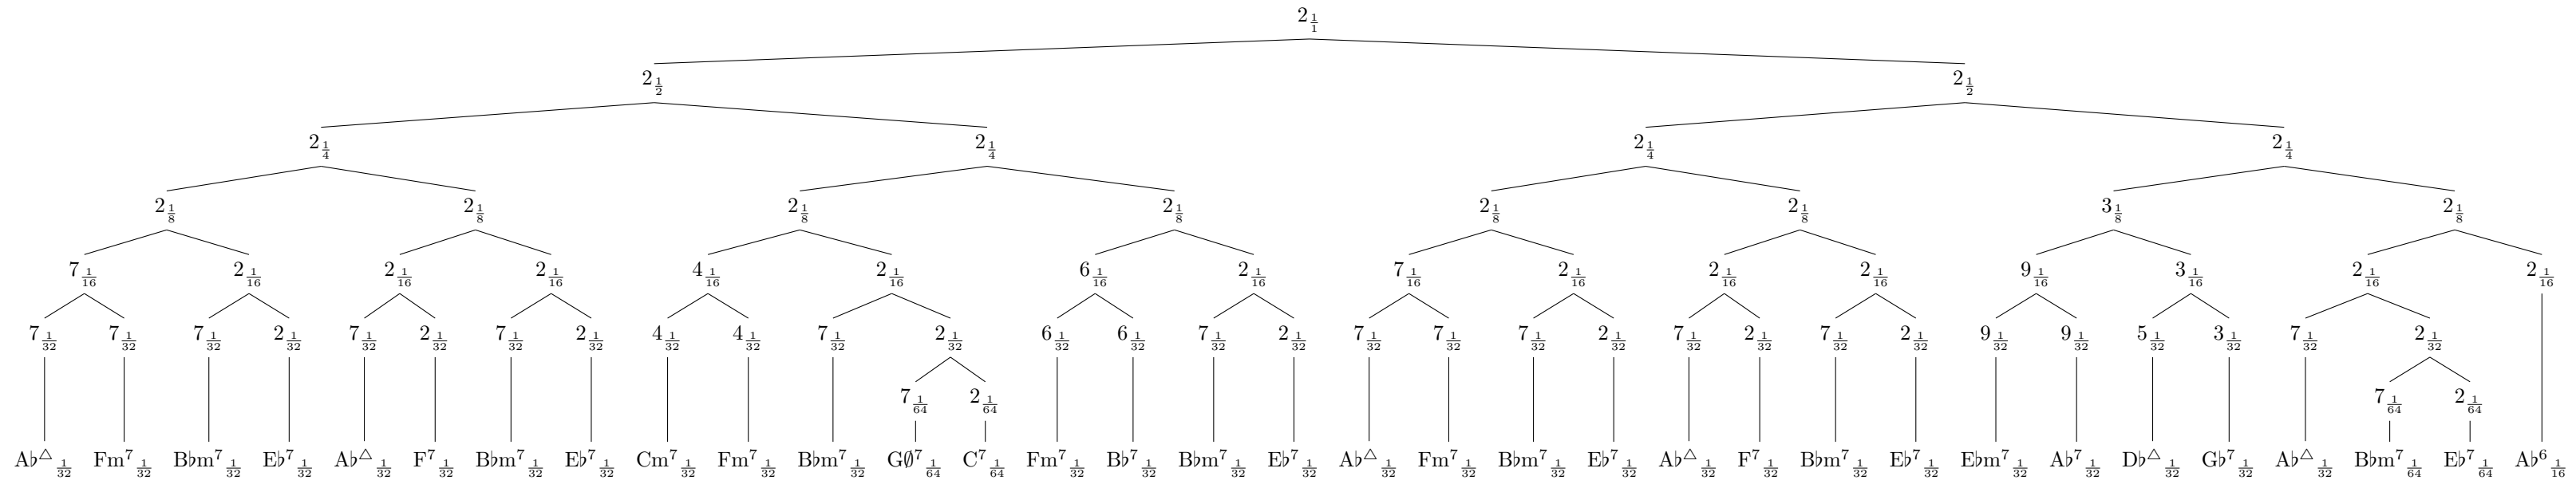 2 1/1
2 1/2 2 1/2
2 1/4 2 1/4 2 1/4 2 1/4
2 1/8 2 1/8 2 1/8 2 1/8 2 1/8 2 1/8 3 1/8 2 1/8
7 1/16 2 1/16 2 1/16 2 1/16 4 1/16 2 1/16 6 1/16 2 1/16 7 1/16 2 1/16 2 1/16 2 1/16 9 1/16 3 1/16 2 1/16 2 1/16
7 1/32 7 1/32 7 1/32 2 1/32 7 1/32 2 1/32 7 1/32 2 1/32 4 1/32 4 1/32 7 1/32 2 1/32 6 1/32 6 1/32 7 1/32 2 1/32 7 1/32 7 1/32 7 1/32 2 1/32 7 1/32 2 1/32 7 1/32 2 1/32 9 1/32 9 1/32 5 1/32 3 1/32 7 1/32 2 1/32
7 1/64 2 1/64 7 1/64 2 1/64
A♭△ 1/32 Fm⁷ 1/32 B♭m⁷ 1/32 E♭⁷ 1/32 A♭△ 1/32 F⁷ 1/32 B♭m⁷ 1/32 E♭⁷ 1/32 Cm⁷ 1/32 Fm⁷ 1/32 B♭m⁷ 1/32 G∅⁷ 1/64 C⁷ 1/64 Fm⁷ 1/32 B♭⁷ 1/32 B♭m⁷ 1/32 E♭⁷ 1/32 A♭△ 1/32 Fm⁷ 1/32 B♭m⁷ 1/32 E♭⁷ 1/32 A♭△ 1/32 F⁷ 1/32 B♭m⁷ 1/32 E♭⁷ 1/32 E♭m⁷ 1/32 A♭⁷ 1/32 D♭△ 1/32 G♭⁷ 1/32 A♭△ 1/32 B♭m⁷ 1/64 E♭⁷ 1/64 A♭⁶ 1/16